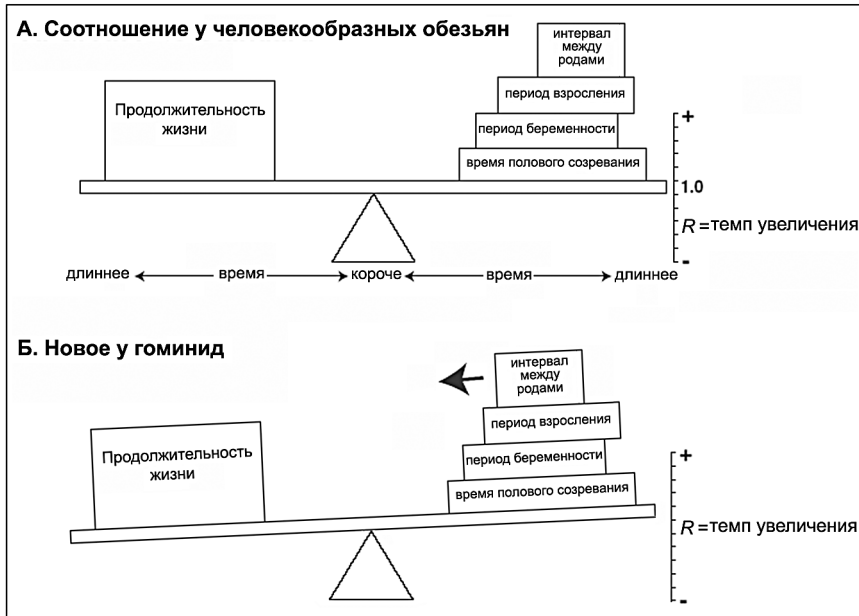 А. Соотношение у человекообразных обезьян
интервал
между
родами
Продолжительность
жизни
период взросления
период беременности
время полового созревания
+
1.0
R=темп увеличения
-
длиннее время короче время длиннее
Б. Новое у гоминид
интервал
между
родами
Продолжительность
жизни
период взросления
период беременности
время полового созревания
+
R=темп увеличения
-